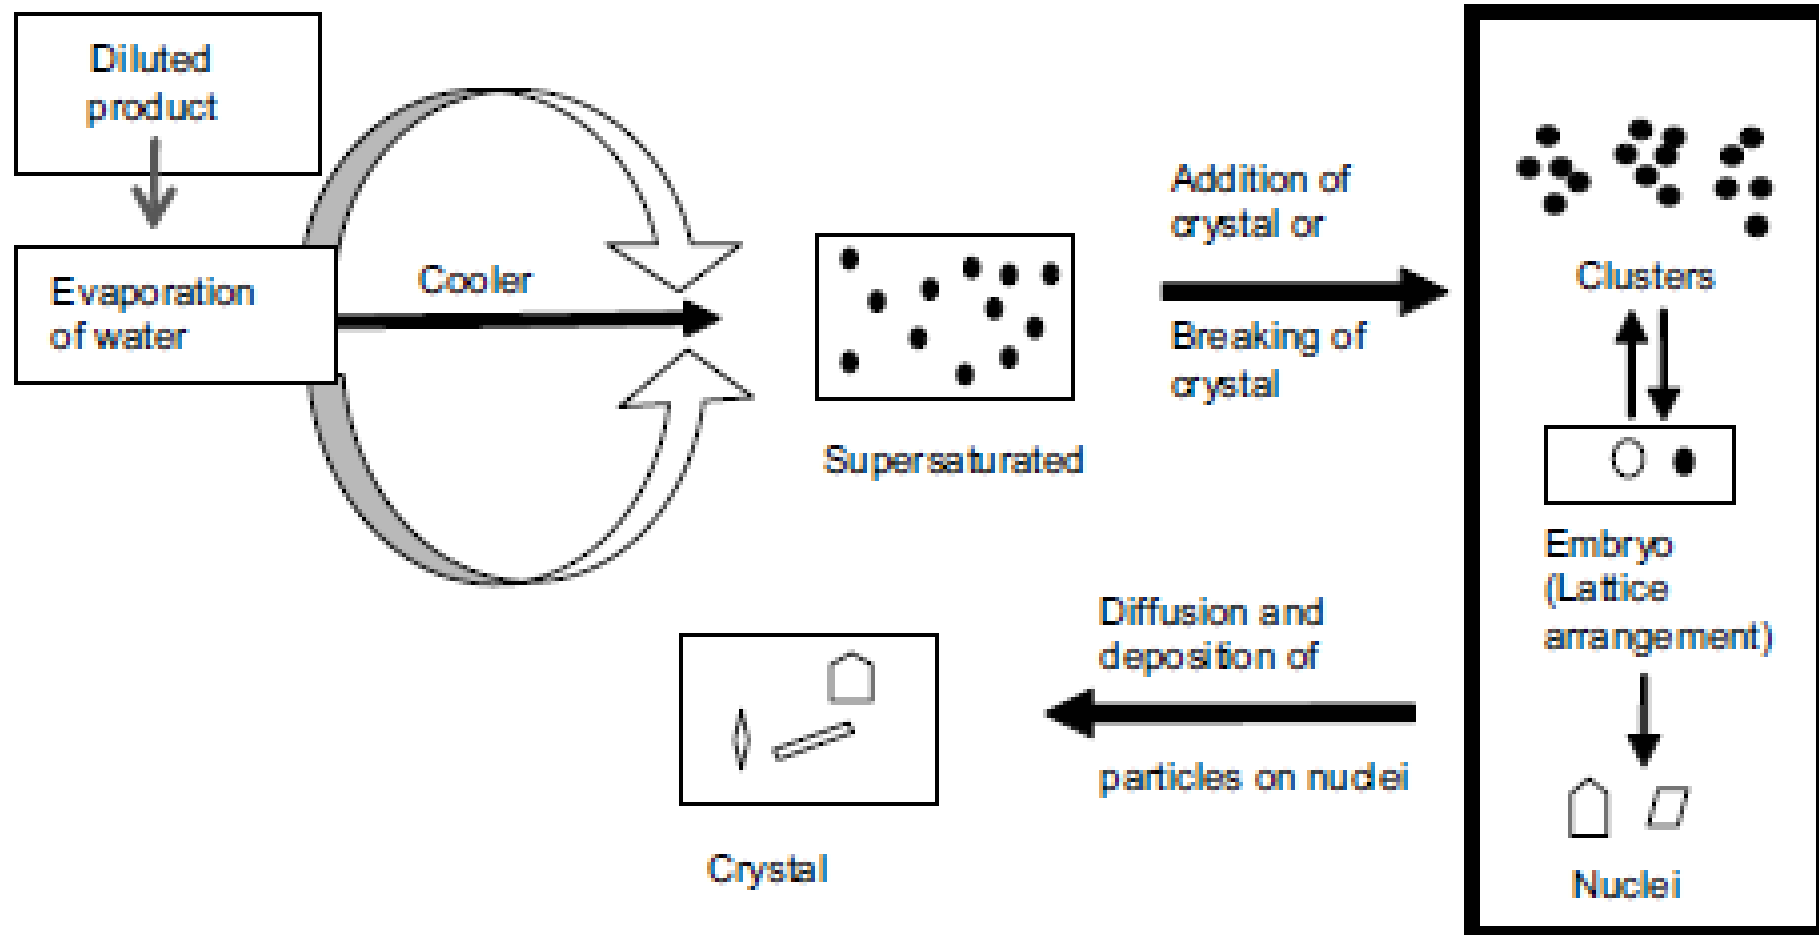 Diluted
product
Evaporation
of water
Cooler
Supersaturated
Addition of
crystal or
Breaking of
crystal
Clusters
Embryo
(Lattice
arrangement)
Nuclei
Diffusion and
deposition of
particles on nuclei
Crystal